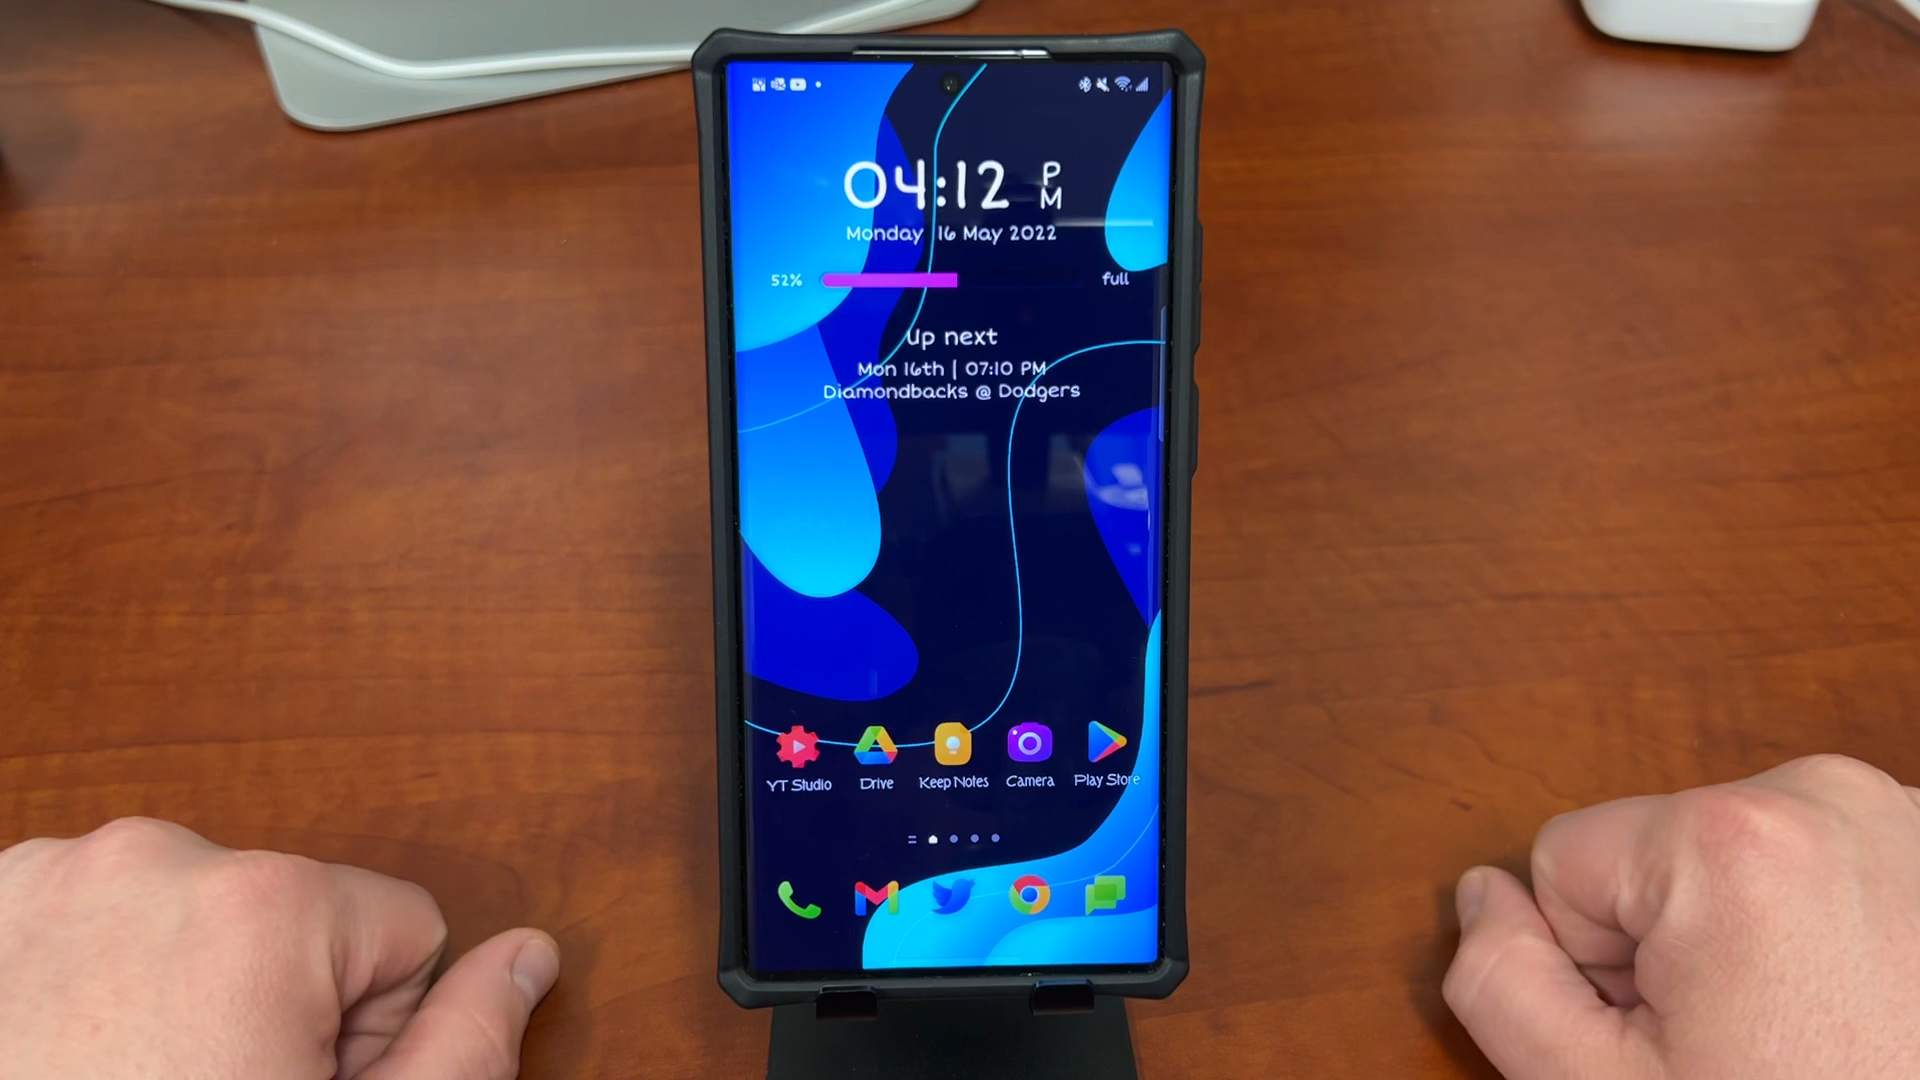 04:12 PM
Monday 16 May 2022
52% full
Up next
Mon 16th | 07:10 PM
Diamondbacks @ Dodgers
YT Studio Drive Keep Notes Camera Play Store